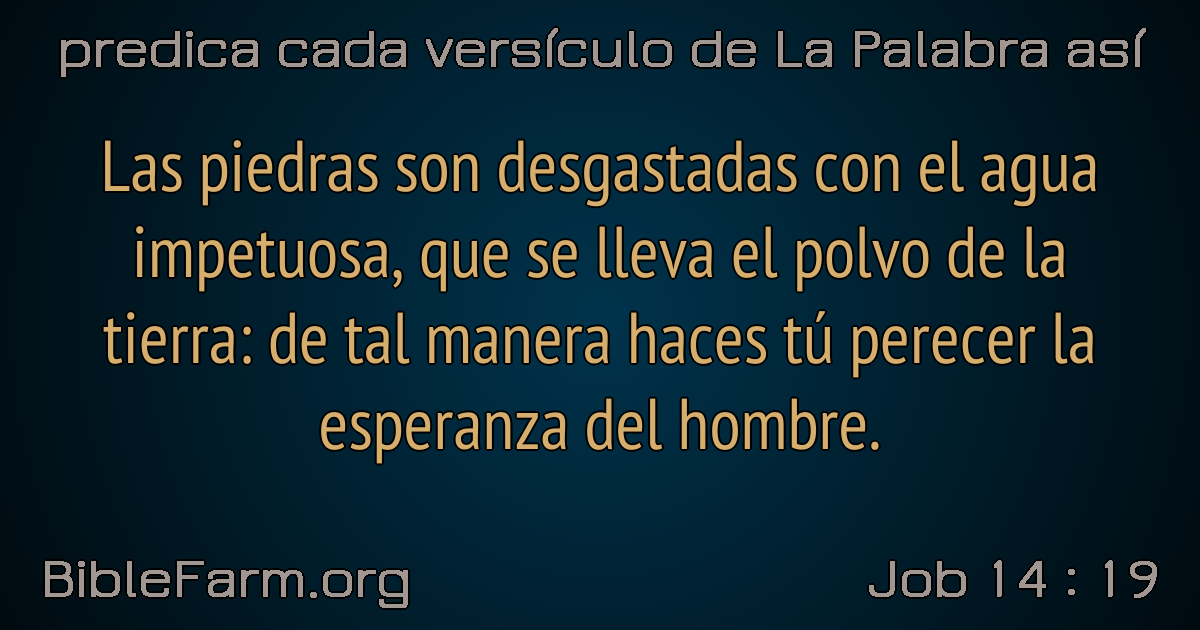 predica cada versículo de La Palabra así
Las piedras son desgastadas con el agua
impetuosa, que se lleva el polvo de la
tierra: de tal manera haces tú perecer la
esperanza del hombre.
BibleFarm.org
Job 14 : 19